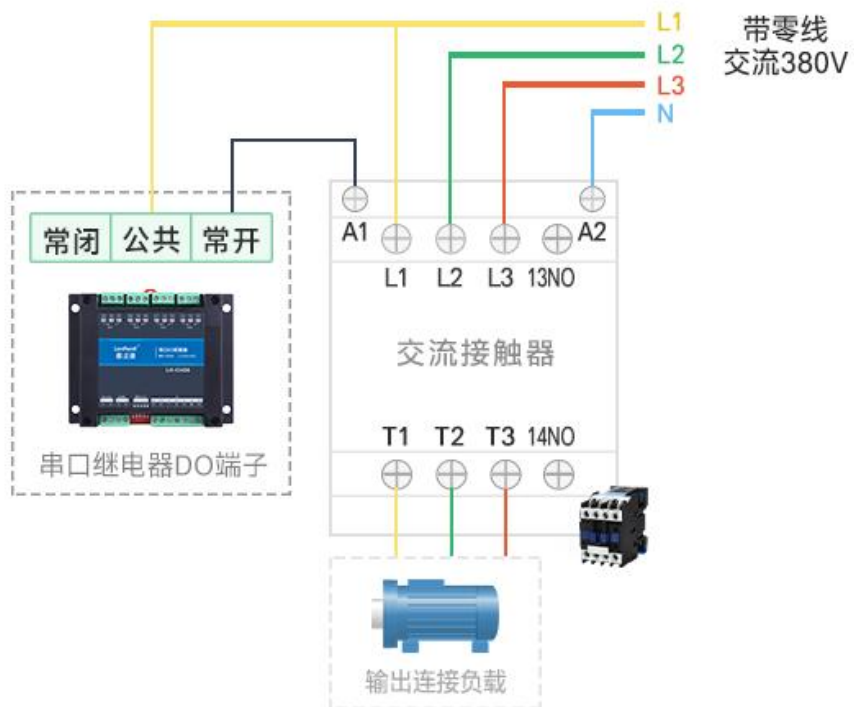 L1
带零线
L2
交流380V
L3
N
常闭 公共 常开
A1
A2
L1 L2 L3 13NO
交流接触器
串口继电器DO端子
T1 T2 T3 14NO
输出连接负载